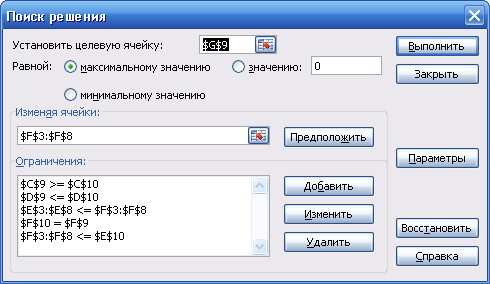 Поиск решения
Установить целевую ячейку: $G$9 Выполнить
Равной: максимальному значению значению: 0 Закрыть
минимальному значению
Изменяя ячейки:
$F$3:$F$8 Предположить
Ограничения: Параметры
$C$9 >= $C$10 Добавить
$D$9 <= $D$10
$E$3:$E$8 <= $F$3:$F$8 Изменить
$F$10 = $F$9 Восстановить
$F$3:$F$8 <= $E$10 Удалить
Справка